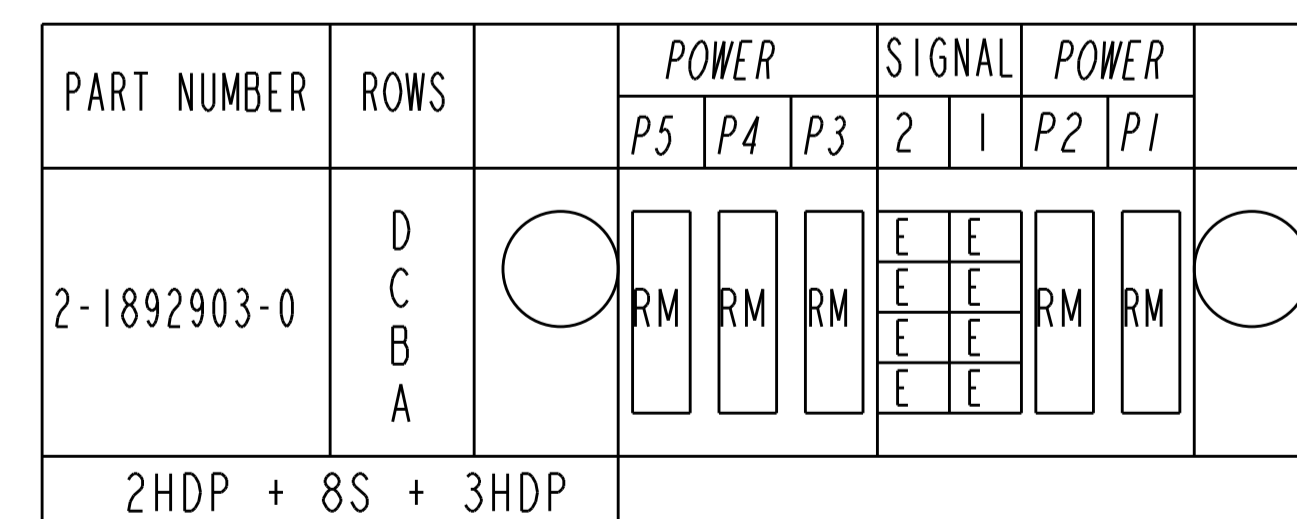 PART NUMBER ROWS POWER SIGNAL POWER
P5 P4 P3 2 1 P2 P1
2-1892903-0
D E E
C E E
B E E
A E E
RM RM RM RM RM
2HDP + 8S + 3HDP